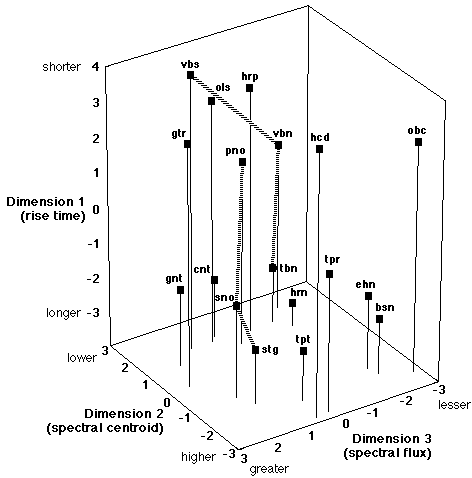 shorter 4
vbs
hrp
ols
3
gtr
pno
vbn
hcd
obc
2
1
Dimension 1
(rise time)
0
-1
-2
gnt
cnt
tbn
tpr
ehn
longer -3
sno
hrn
bsn
stg
tpt
lower 3
2
1
0
-1
-2
higher -3
Dimension 2
(spectral centroid)
3
2
1
0
-1
-2
-3
greater
lesser
Dimension 3
(spectral flux)